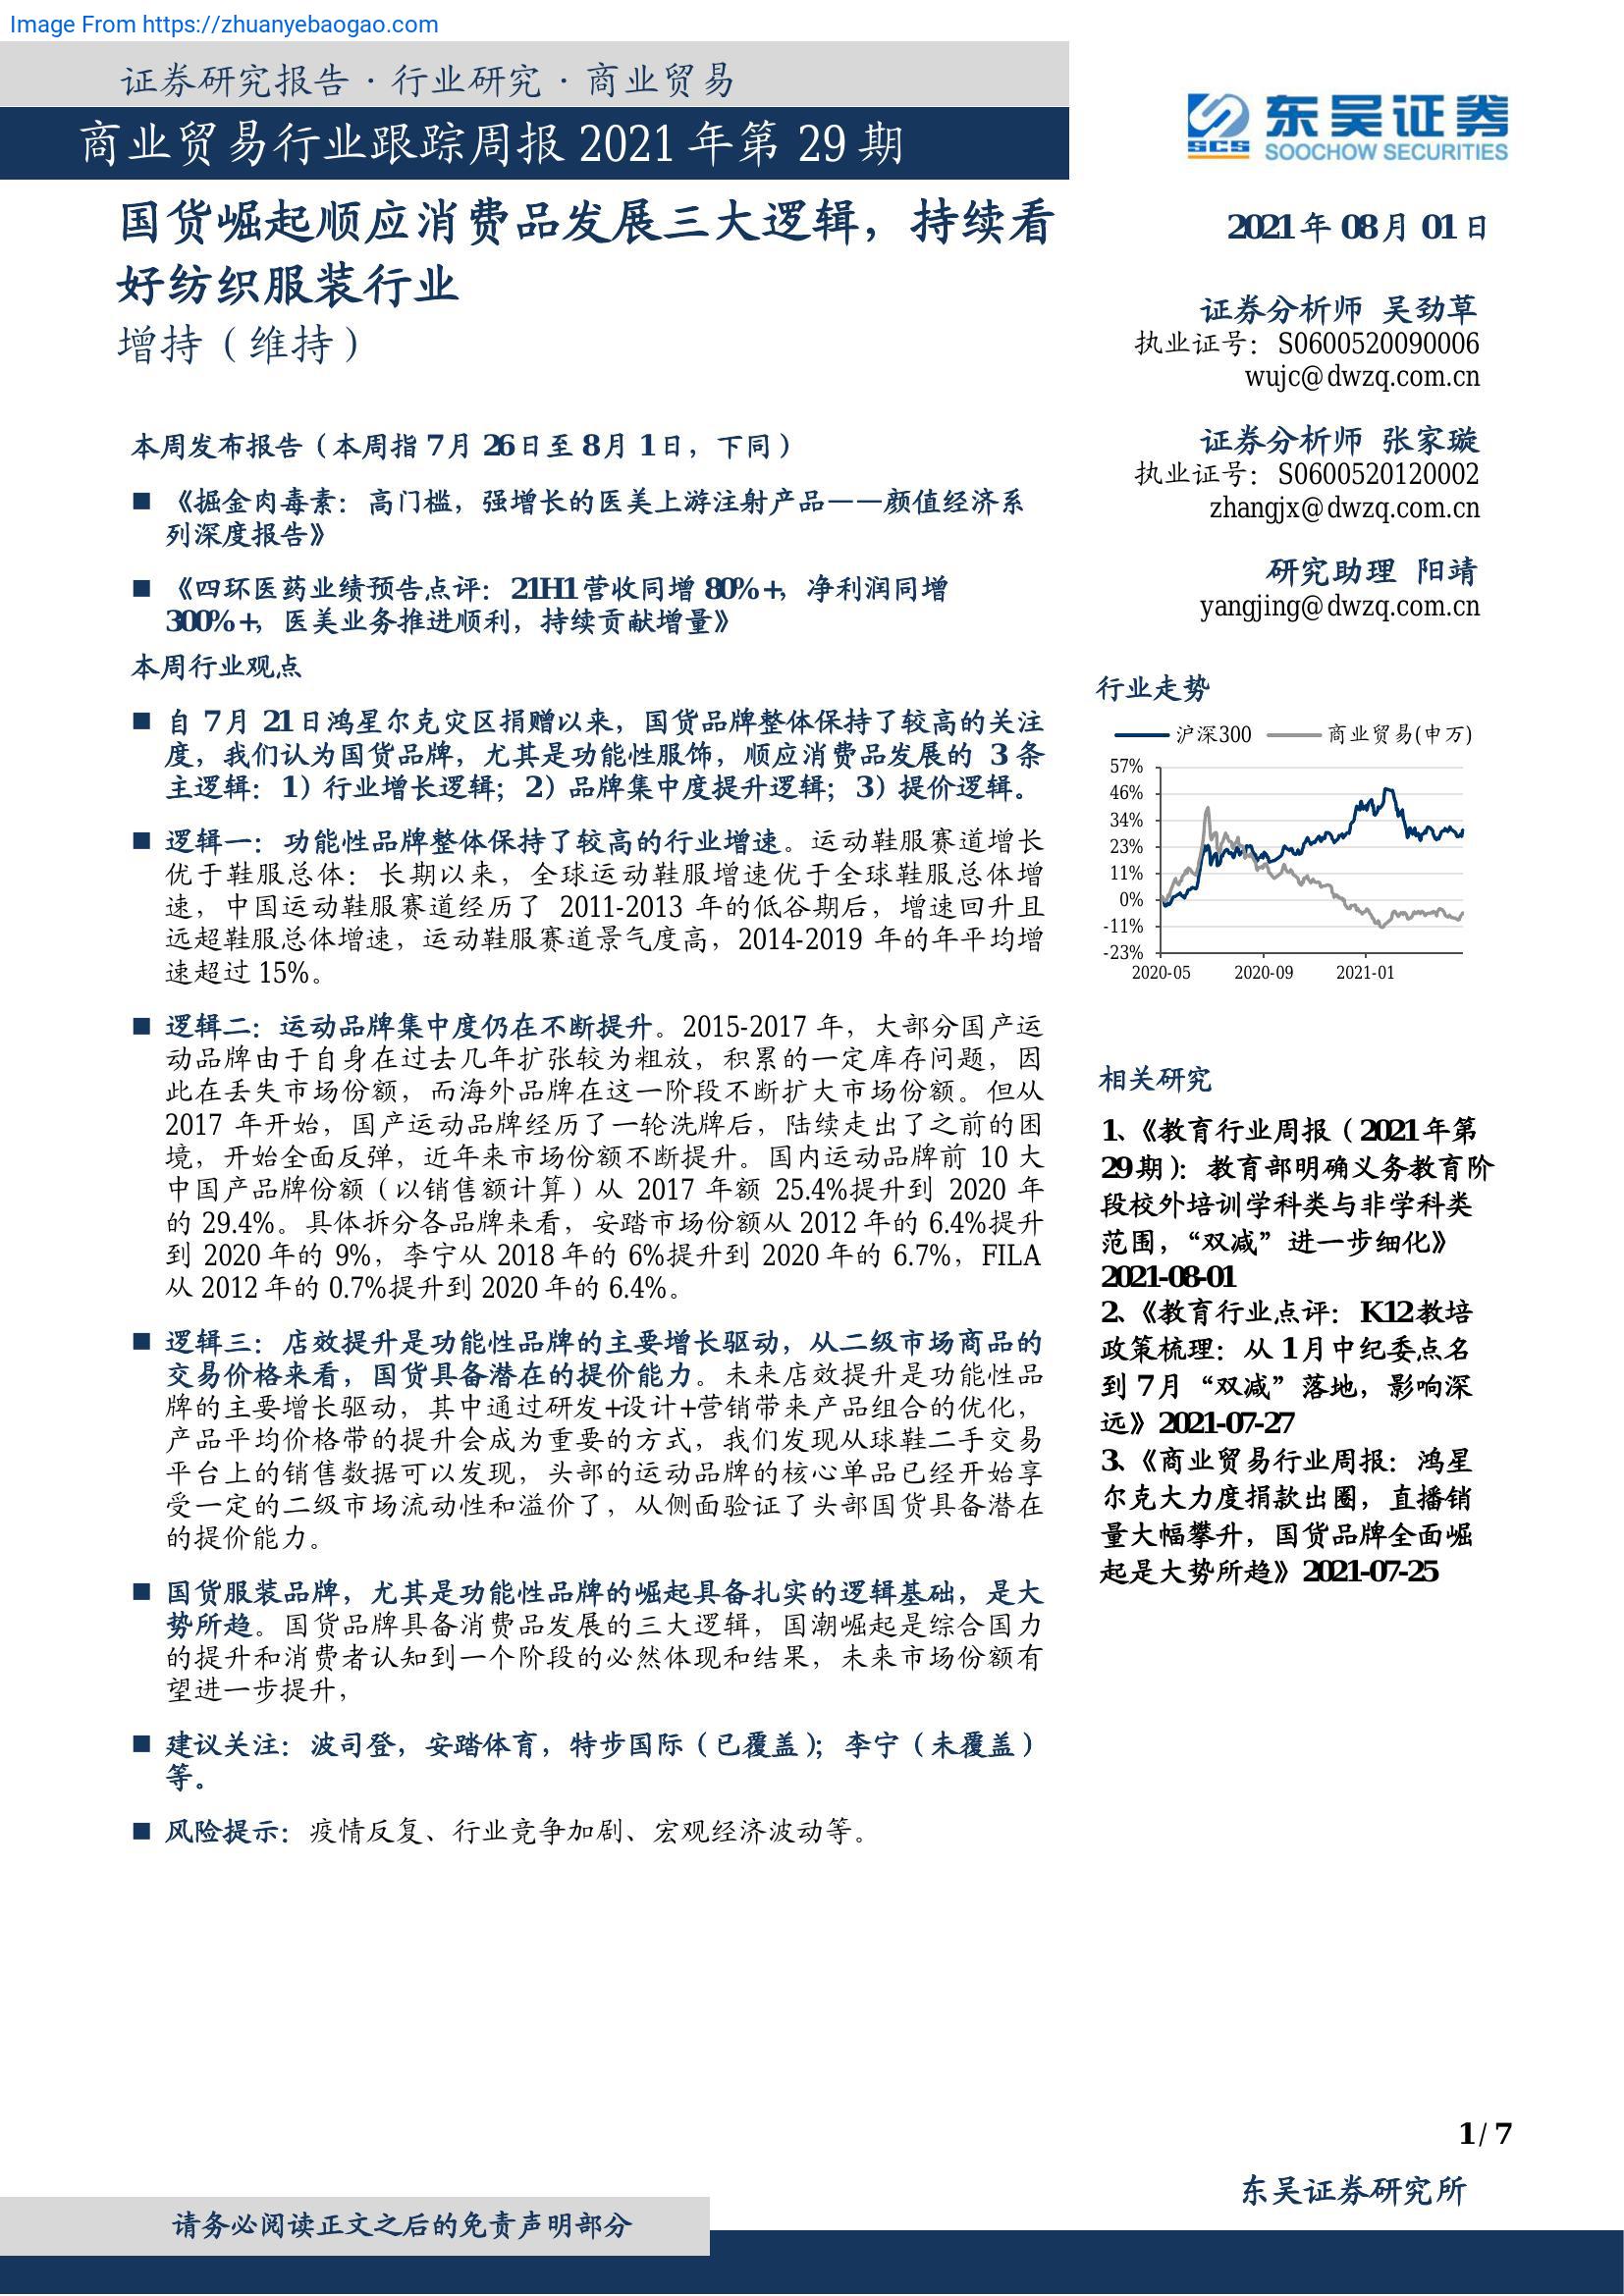 Image From https://zhuanyebaogao.com
证券研究报告·行业研究·商业贸易
商业贸易行业跟踪周报 2021 年第 29 期
东吴证券
SCS SOOCHOW SECURITIES
国货崛起顺应消费品发展三大逻辑，持续看
好纺织服装行业
增持（维持）
本周发布报告（本周指 7 月 26 日至 8 月 1 日，下同）
■ 《掘金肉毒素：高门槛，强增长的医美上游注射产品——颜值经济系
列深度报告》
■ 《四环医药业绩预告点评：21H1 营收同增 80%+，净利润同增
300%+，医美业务推进顺利，持续贡献增量》
本周行业观点
■ 自 7 月 21 日鸿星尔克灾区捐赠以来，国货品牌整体保持了较高的关注
度，我们认为国货品牌，尤其是功能性服饰，顺应消费品发展的 3 条
主逻辑：1）行业增长逻辑；2）品牌集中度提升逻辑；3）提价逻辑。
■ 逻辑一：功能性品牌整体保持了较高的行业增速。运动鞋服赛道增长
优于鞋服总体：长期以来，全球运动鞋服增速优于全球鞋服总体增
速，中国运动鞋服赛道经历了 2011-2013 年的低谷期后，增速回升且
远超鞋服总体增速，运动鞋服赛道景气度高，2014-2019 年的年平均增
速超过 15%。
■ 逻辑二：运动品牌集中度仍在不断提升。2015-2017 年，大部分国产运
动品牌由于自身在过去几年扩张较为粗放，积累的一定库存问题，因
此在丢失市场份额，而海外品牌在这一阶段不断扩大市场份额。但从
2017 年开始，国产运动品牌经历了一轮洗牌后，陆续走出了之前的困
境，开始全面反弹，近年来市场份额不断提升。国内运动品牌前 10 大
中国产品牌份额（以销售额计算）从 2017 年额 25.4%提升到 2020 年
的 29.4%。具体拆分各品牌来看，安踏市场份额从 2012 年的 6.4%提升
到 2020 年的 9%，李宁从 2018 年的 6%提升到 2020 年的 6.7%，FILA
从 2012 年的 0.7%提升到 2020 年的 6.4%。
■ 逻辑三：店效提升是功能性品牌的主要增长驱动，从二级市场商品的
交易价格来看，国货具备潜在的提价能力。未来店效提升是功能性品
牌的主要增长驱动，其中通过研发+设计+营销带来产品组合的优化，
产品平均价格带的提升会成为重要的方式，我们发现从球鞋二手交易
平台上的销售数据可以发现，头部的运动品牌的核心单品已经开始享
受一定的二级市场流动性和溢价了，从侧面验证了头部国货具备潜在
的提价能力。
■ 国货服装品牌，尤其是功能性品牌的崛起具备扎实的逻辑基础，是大
势所趋。国货品牌具备消费品发展的三大逻辑，国潮崛起是综合国力
的提升和消费者认知到一个阶段的必然体现和结果，未来市场份额有
望进一步提升，
■ 建议关注：波司登，安踏体育，特步国际（已覆盖）；李宁（未覆盖）
等。
■ 风险提示：疫情反复、行业竞争加剧、宏观经济波动等。
2021 年 08 月 01 日
证券分析师 吴劲草
执业证号：S0600520090006
wujc@dwzq.com.cn
证券分析师 张家璇
执业证号：S0600520120002
zhangjx@dwzq.com.cn
研究助理 阳靖
yangjing@dwzq.com.cn
行业走势
沪深300 商业贸易(申万)
57%
46%
34%
23%
11%
0%
-11%
-23%
2020-05 2020-09 2021-01
相关研究
1、《教育行业周报（2021 年第
29 期）：教育部明确义务教育阶
段校外培训学科类与非学科类
范围，“双减”进一步细化》
2021-08-01
2、《教育行业点评：K12 教培
政策梳理：从 1 月中纪委点名
到 7 月“双减”落地，影响深
远》2021-07-27
3、《商业贸易行业周报：鸿星
尔克大力度捐款出圈，直播销
量大幅攀升，国货品牌全面崛
起是大势所趋》2021-07-25
1 / 7
东吴证券研究所
请务必阅读正文之后的免责声明部分